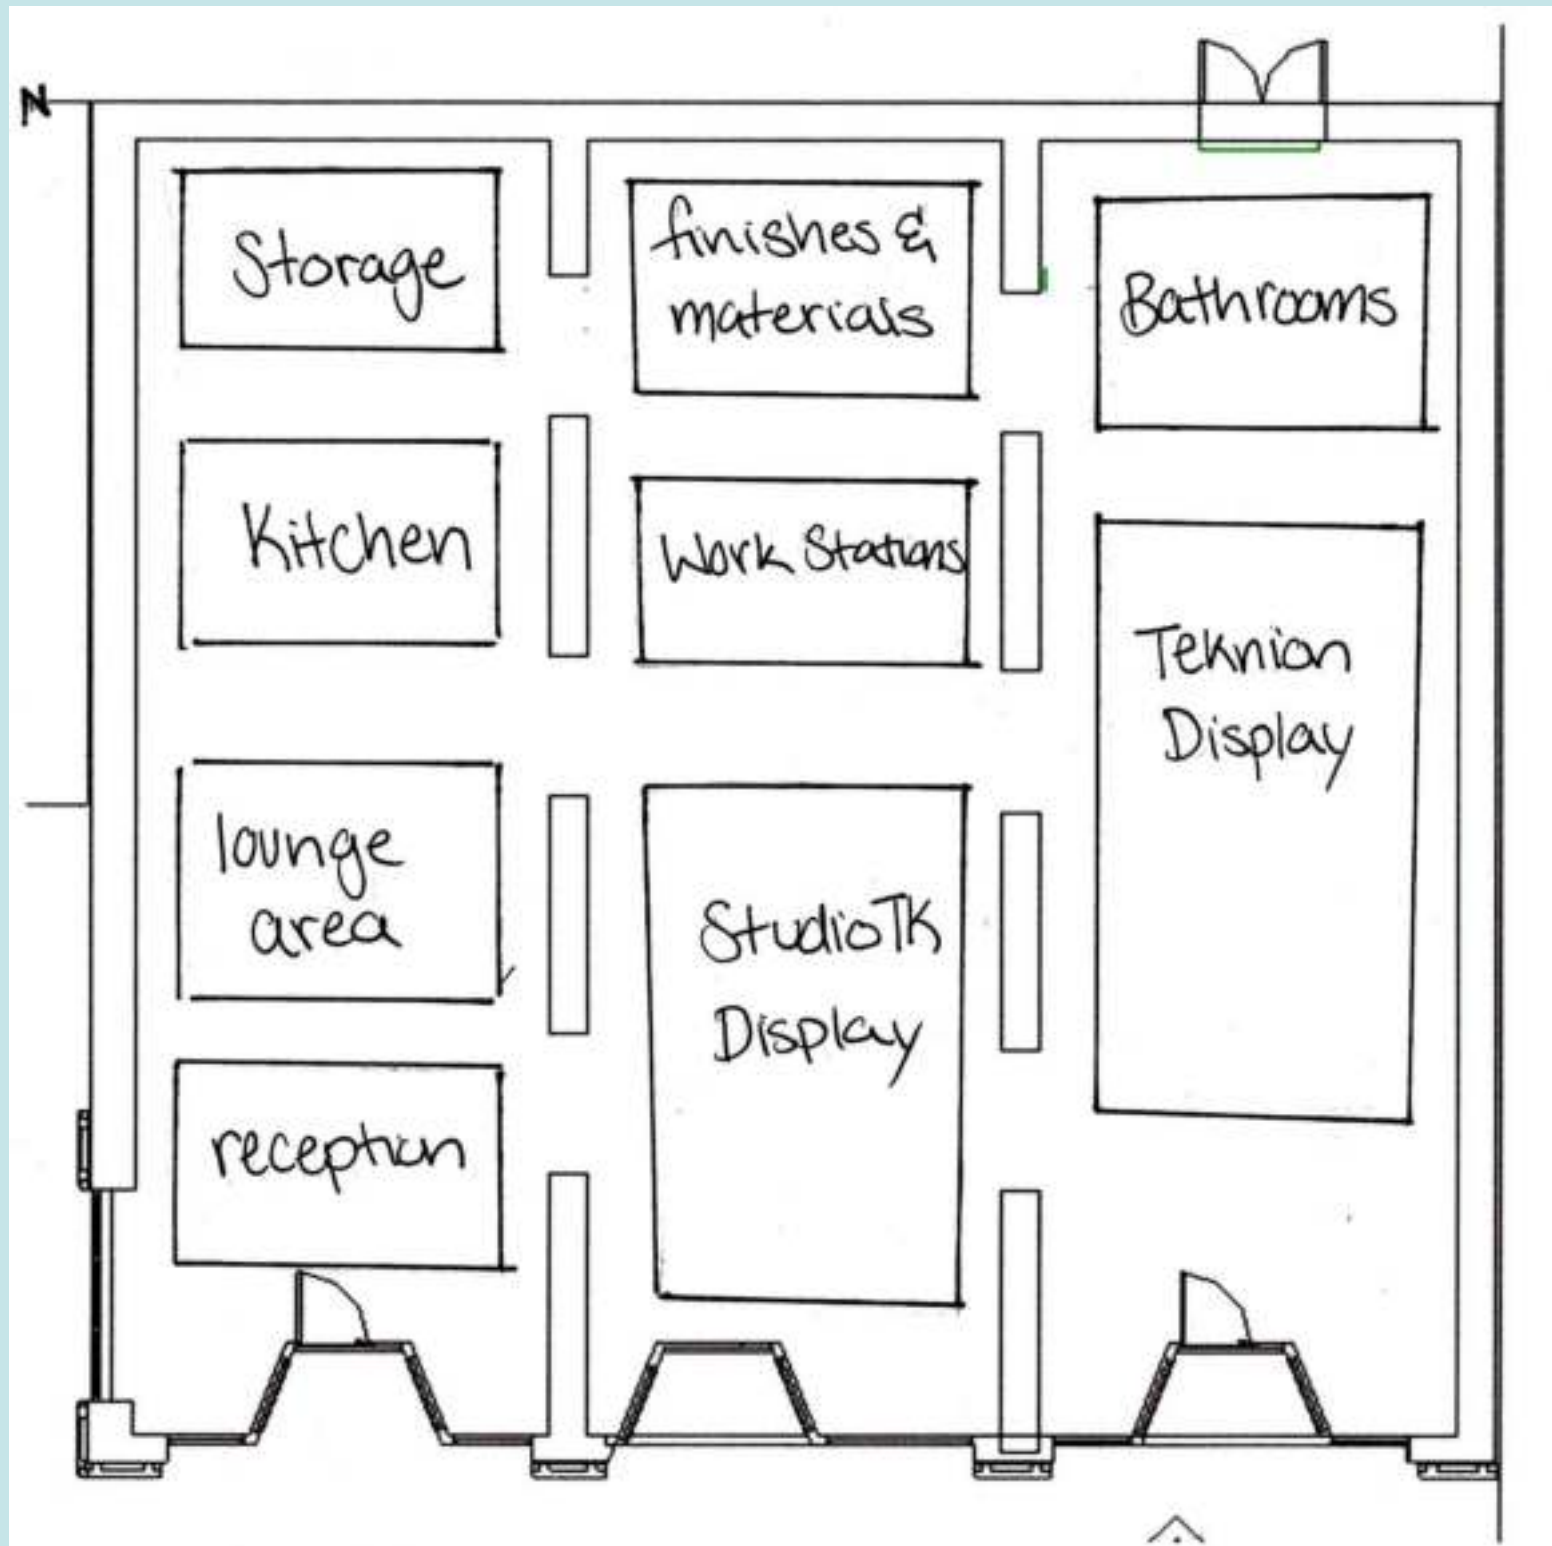 N
Storage
finishes &
materials
Bathrooms
Kitchen
Work Stations
Teknion
Display
lounge
area
StudioTK
Display
reception